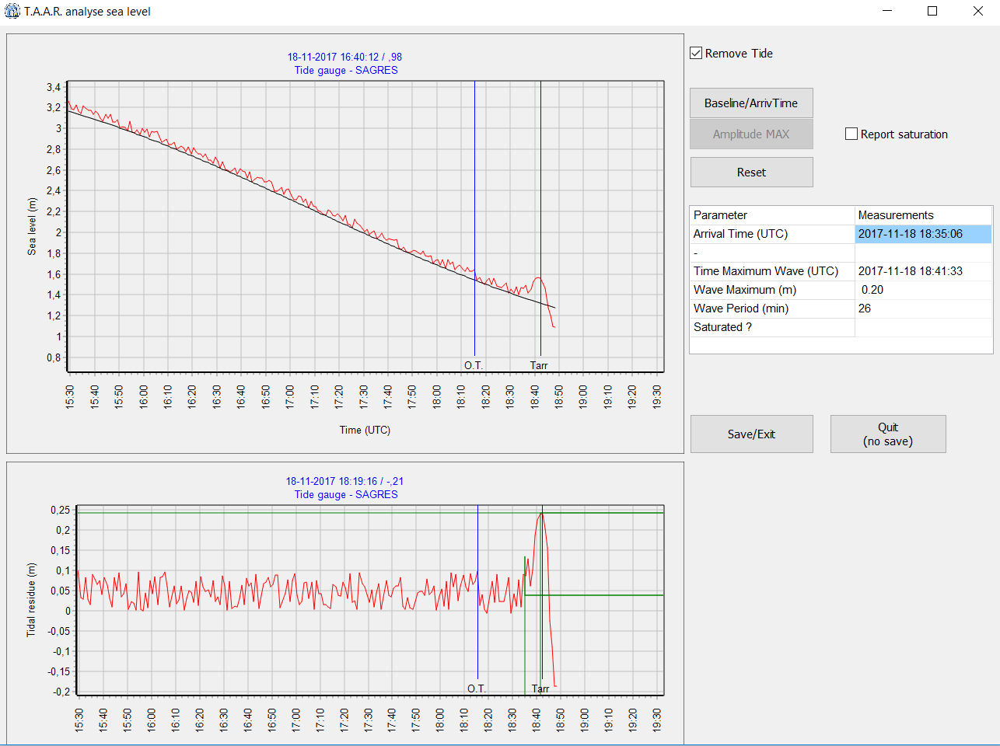 T.A.A.R. analyse sea level
18-11-2017 16:40:12 / ,98
Tide gauge - SAGRES
3,4
3,2
3
2,8
2,6
2,4
2,2
2
1,8
1,6
1,4
1,2
1
0,8
Sea level (m)
O.T.
Tarr
15:30
15:40
15:50
16:00
16:10
16:20
16:30
16:40
16:50
17:00
17:10
17:20
17:30
17:40
17:50
18:00
18:10
18:20
18:30
18:40
18:50
19:00
19:10
19:20
19:30
Time (UTC)
Remove Tide
Baseline/ArrivTime
Amplitude MAX
Report saturation
Reset
Parameter Measurements
Arrival Time (UTC) 2017-11-18 18:35:06
-
Time Maximum Wave (UTC) 2017-11-18 18:41:33
Wave Maximum (m) 0.20
Wave Period (min) 26
Saturated ?
Save/Exit
Quit
(no save)
18-11-2017 18:19:16 / -,21
Tide gauge - SAGRES
0,25
0,2
0,15
0,1
0,05
0
-0,05
-0,1
-0,15
-0,2
Tidal residue (m)
O.T.
Tarr
15:30
15:40
15:50
16:00
16:10
16:20
16:30
16:40
16:50
17:00
17:10
17:20
17:30
17:40
17:50
18:00
18:10
18:20
18:30
18:40
18:50
19:00
19:10
19:20
19:30